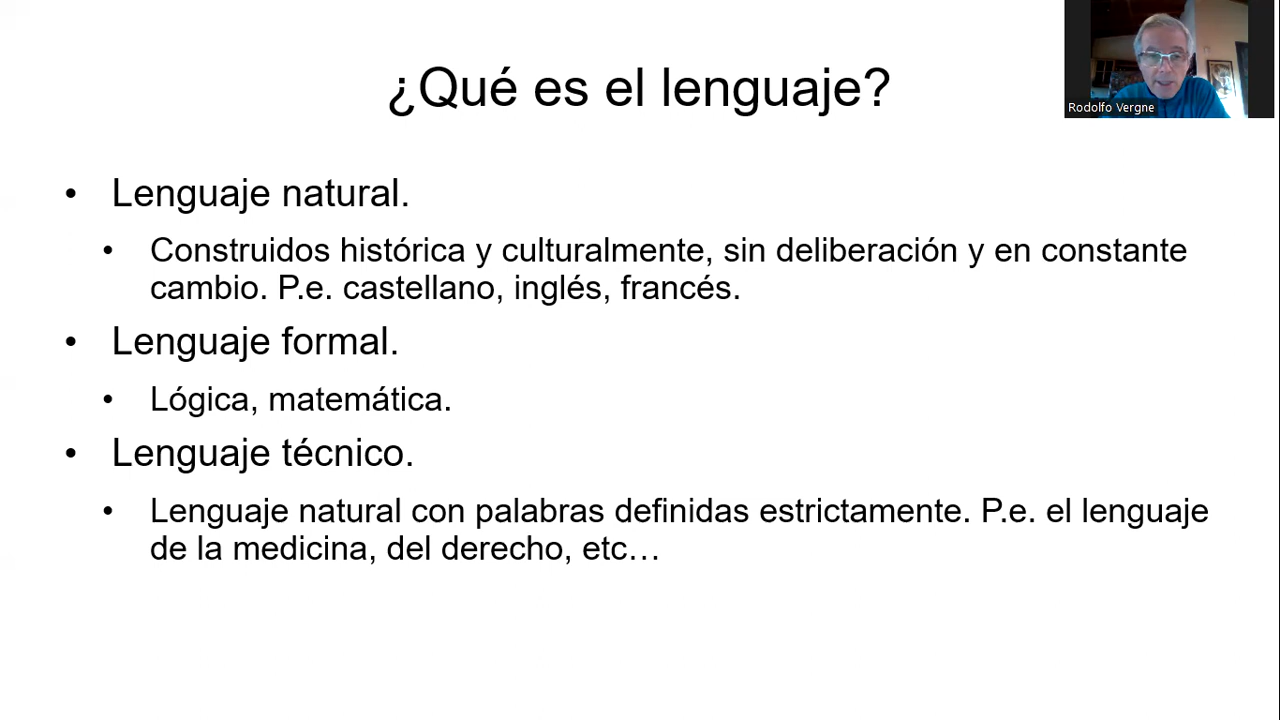 ¿Qué es el lenguaje?
Rodolfo Vergne
• Lenguaje natural.
• Construidos histórica y culturalmente, sin deliberación y en constante
cambio. P.e. castellano, inglés, francés.
• Lenguaje formal.
• Lógica, matemática.
• Lenguaje técnico.
• Lenguaje natural con palabras definidas estrictamente. P.e. el lenguaje
de la medicina, del derecho, etc…